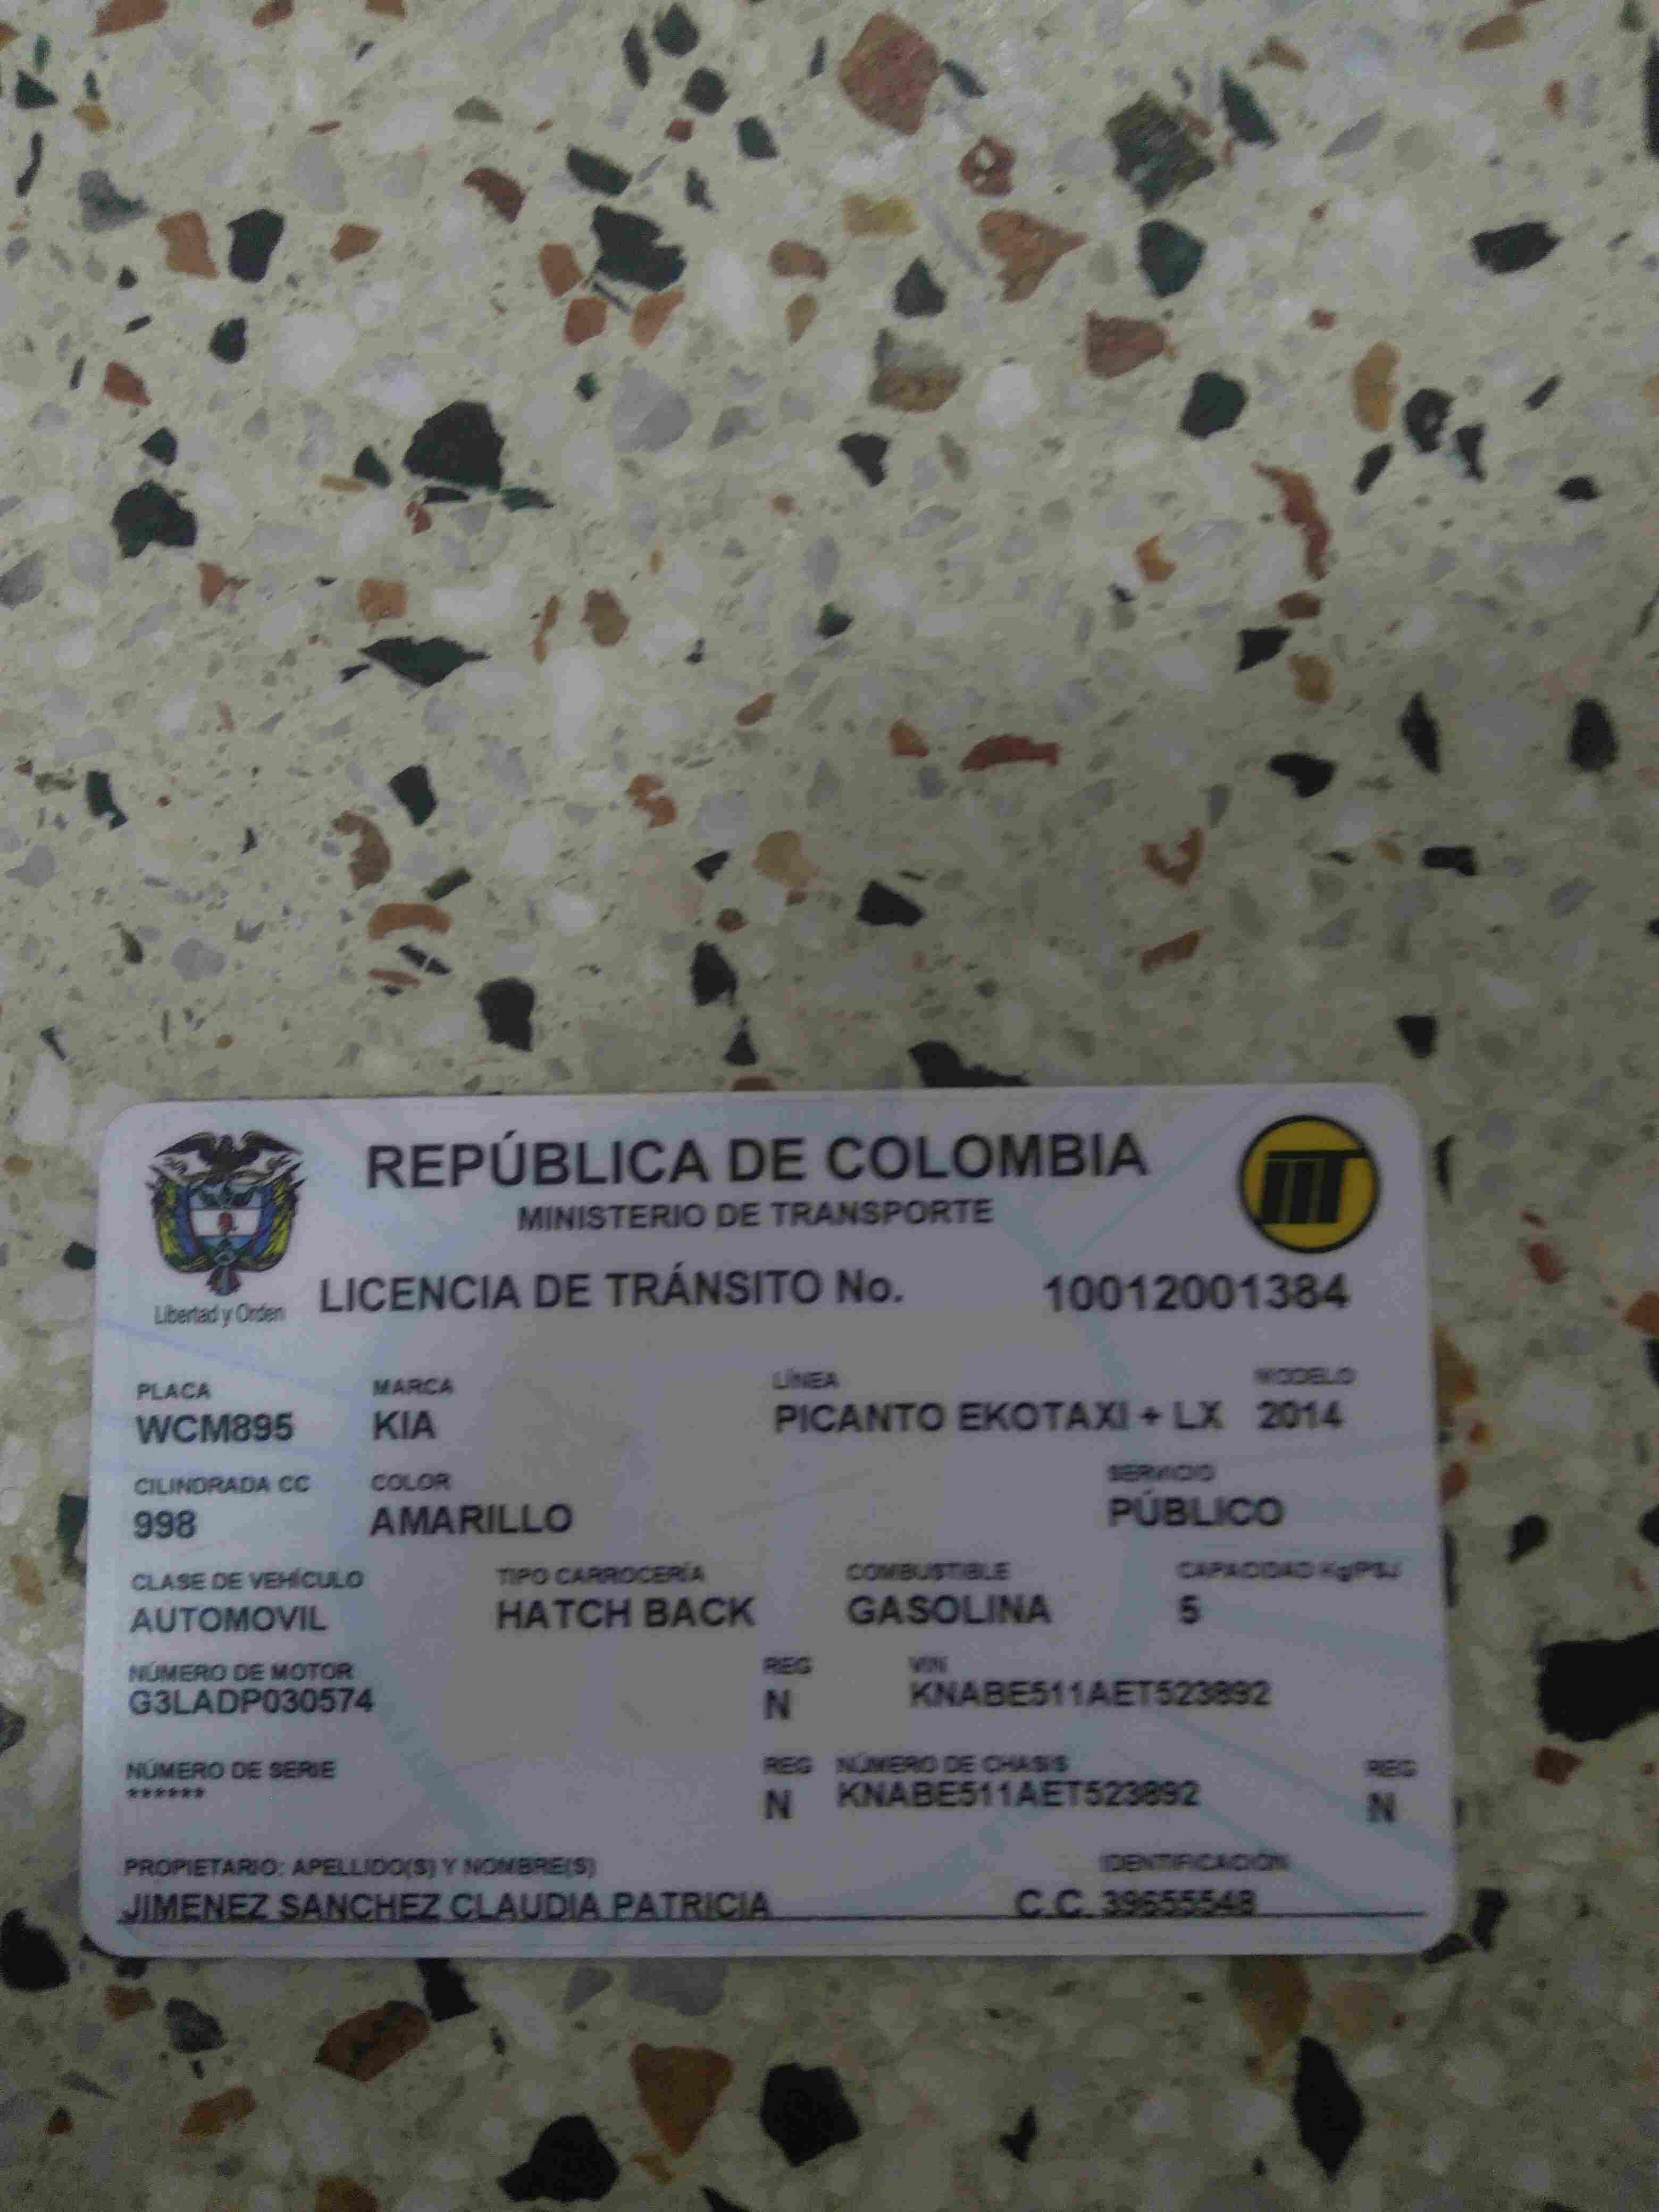 REPÚBLICA DE COLOMBIA
MINISTERIO DE TRANSPORTE
Libertad y Orden
LICENCIA DE TRÁNSITO No. 10012001384
PLACA MARCA LÍNEA MODELO
WCM895 KIA PICANTO EKOTAXI + LX 2014
CILINDRADA CC COLOR SERVICIO
998 AMARILLO PÚBLICO
CLASE DE VEHÍCULO TIPO CARROCERÍA COMBUSTIBLE CAPACIDAD Kg/PSJ
AUTOMOVIL HATCH BACK GASOLINA 5
NÚMERO DE MOTOR REG VIN
G3LADP030574 N KNABE511AET523892
NÚMERO DE SERIE REG NÚMERO DE CHASIS REG
****** N KNABE511AET523892 N
PROPIETARIO: APELLIDO(S) Y NOMBRE(S) IDENTIFICACIÓN
JIMENEZ SANCHEZ CLAUDIA PATRICIA C.C. 39655548